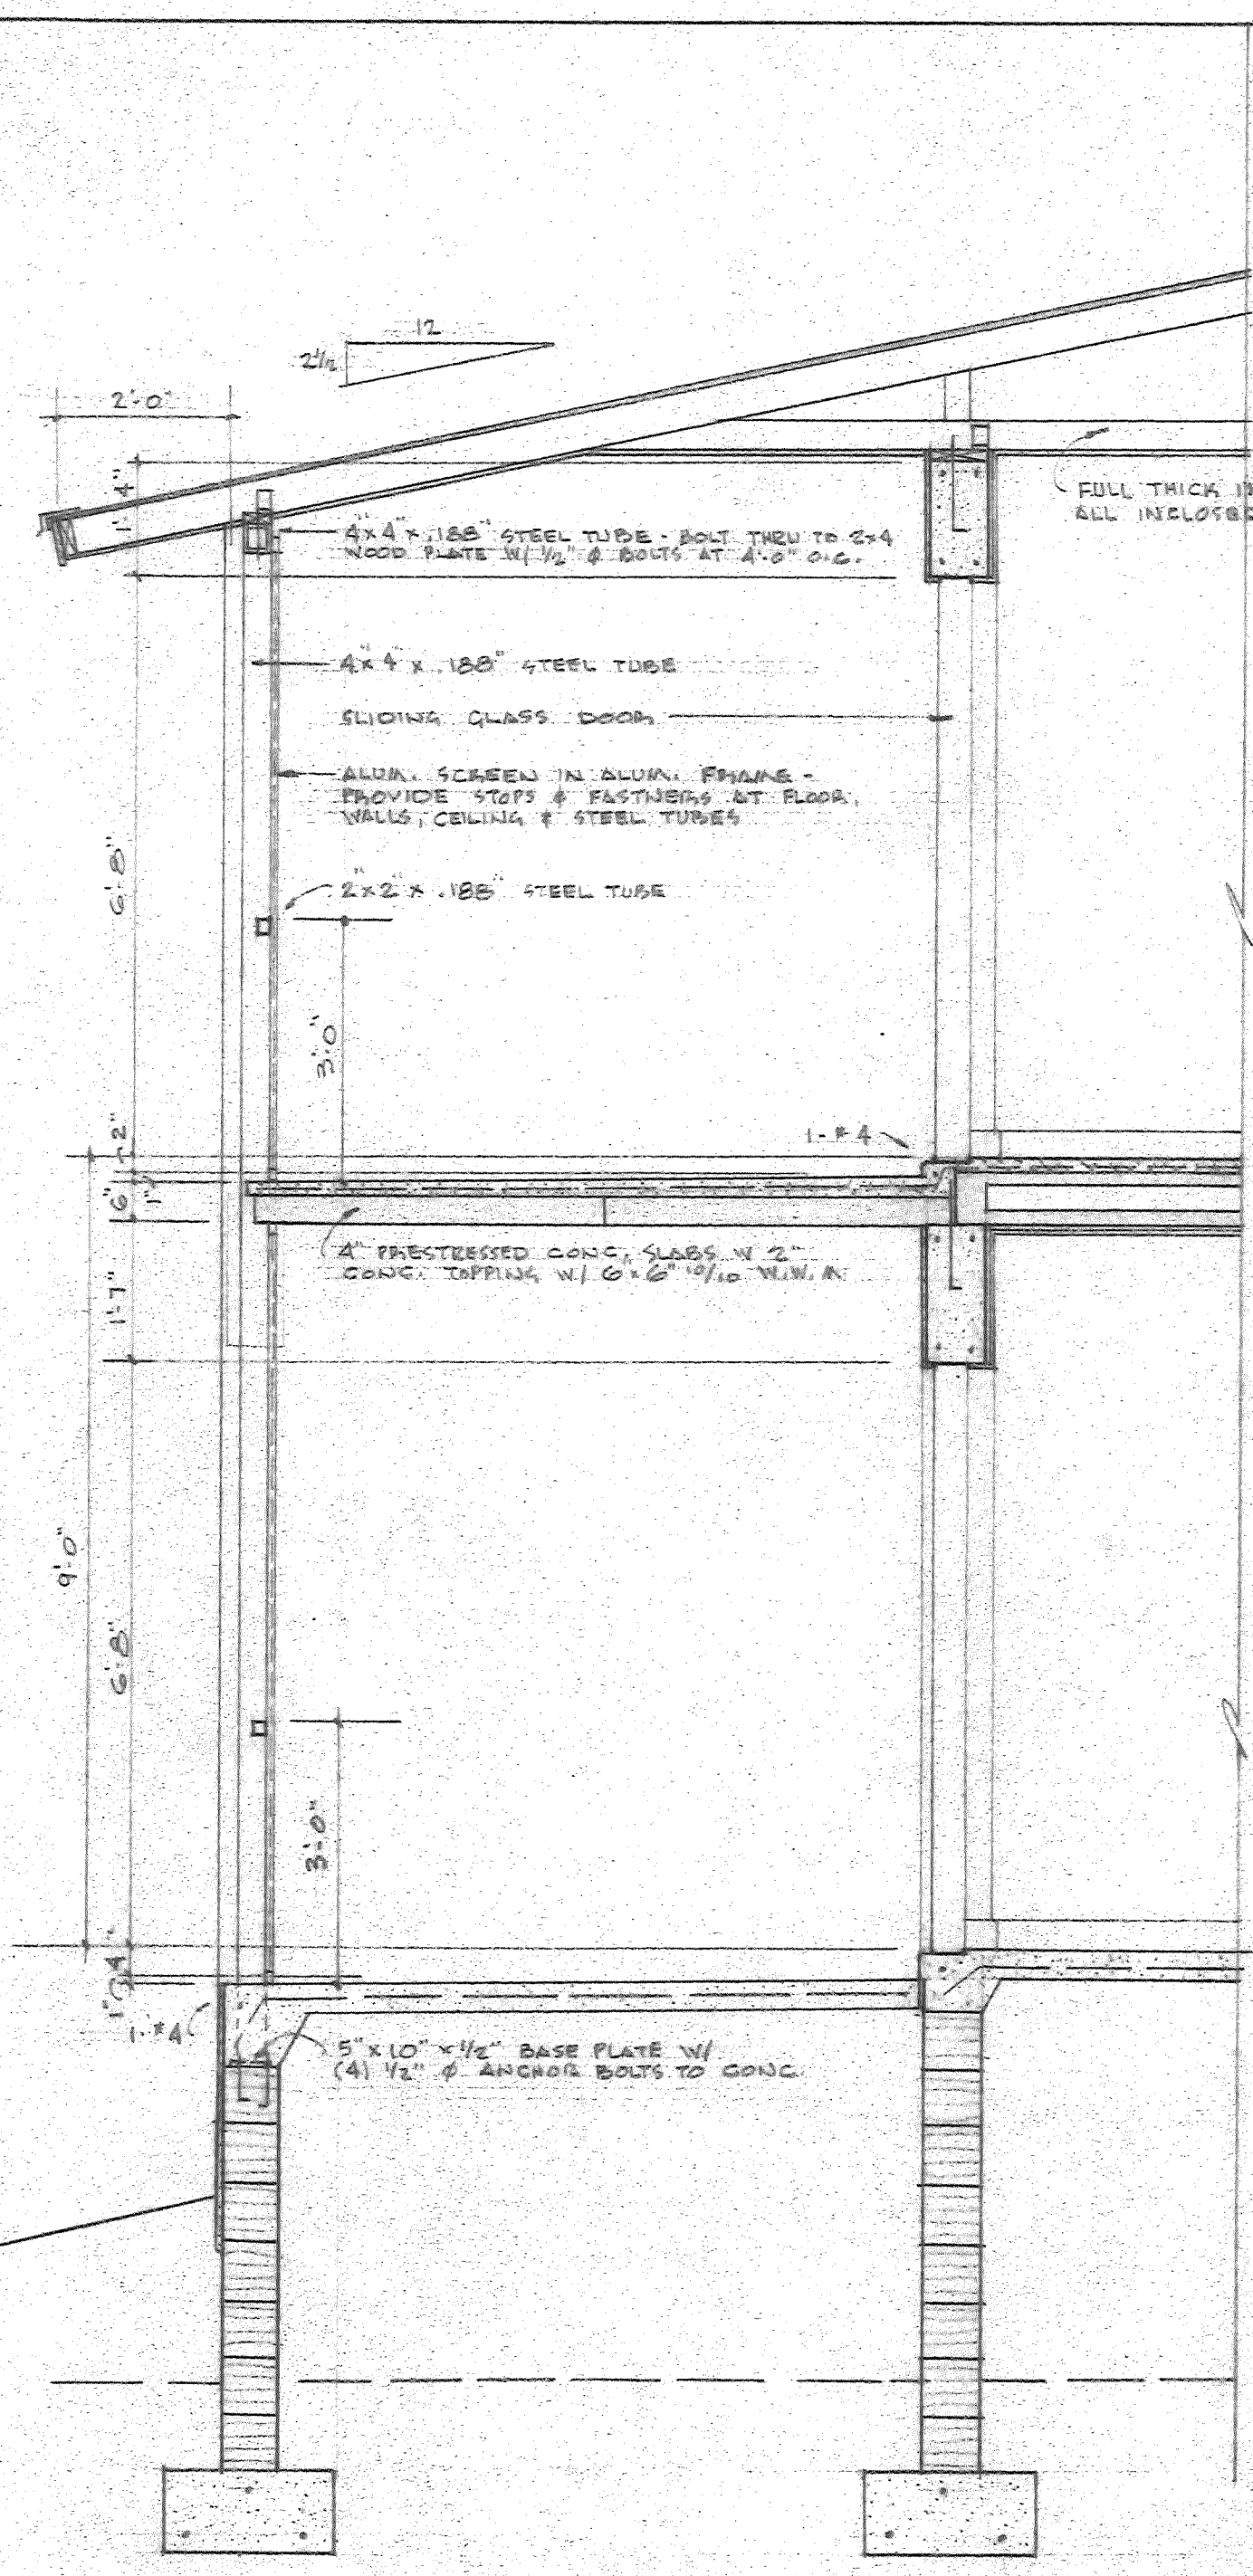 12
2 1/2
2'-0"
1'-4"
FULL THICK
ALL INCLOSED
4"x4"x.188" STEEL TUBE - BOLT THRU TO 2x4
WOOD PLATE W/ 1/2" ⌀ BOLTS AT 4'-0" O.C.
4"x4"x.188" STEEL TUBE
SLIDING GLASS DOOR
ALUM. SCREEN IN ALUM. FRAME -
PROVIDE STOPS & FASTNERS AT FLOOR,
WALLS, CEILING & STEEL TUBES
6'-8"
2"x2"x.188" STEEL TUBE
3'-0"
2"
1-#4
6"
1"
4" PRESTRESSED CONC. SLABS W 2"
CONC. TOPPING W/ 6"x6" 10/10 W.W.M
1'-7"
9'-0"
6'-8"
3'-0"
4"
1"
1-#4
5"x10"x1/2" BASE PLATE W/
(4) 1/2" ⌀ ANCHOR BOLTS TO CONC.